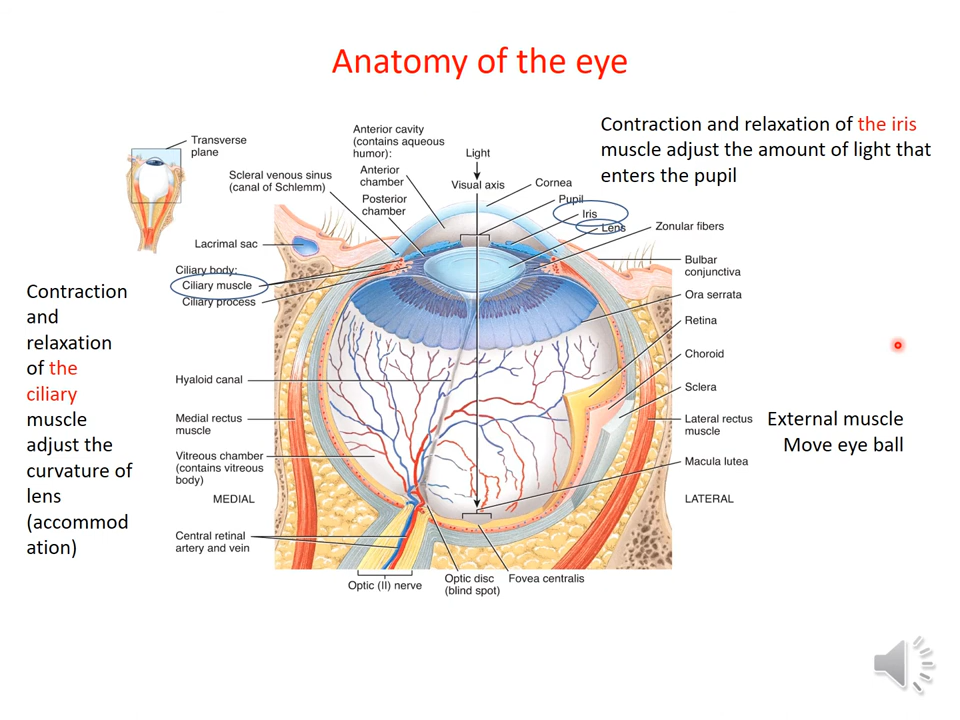 Anatomy of the eye
Contraction and relaxation of the iris
muscle adjust the amount of light that
enters the pupil
Transverse
plane
Anterior cavity
(contains aqueous
humor):
Anterior
chamber
Posterior
chamber
Light
Visual axis
Scleral venous sinus
(canal of Schlemm)
Cornea
Pupil
Iris
Lens
Zonular fibers
Lacrimal sac
Bulbar
conjunctiva
Ciliary body:
Ciliary muscle
Ciliary process
Ora serrata
Retina
Choroid
Sclera
Contraction
and
relaxation
of the
ciliary
muscle
adjust the
curvature of
lens
(accommod
ation)
Hyaloid canal
Medial rectus
muscle
Lateral rectus
muscle
External muscle
Move eye ball
Vitreous chamber
(contains vitreous
body)
Macula lutea
MEDIAL
LATERAL
Central retinal
artery and vein
Optic (II) nerve
Optic disc
(blind spot)
Fovea centralis